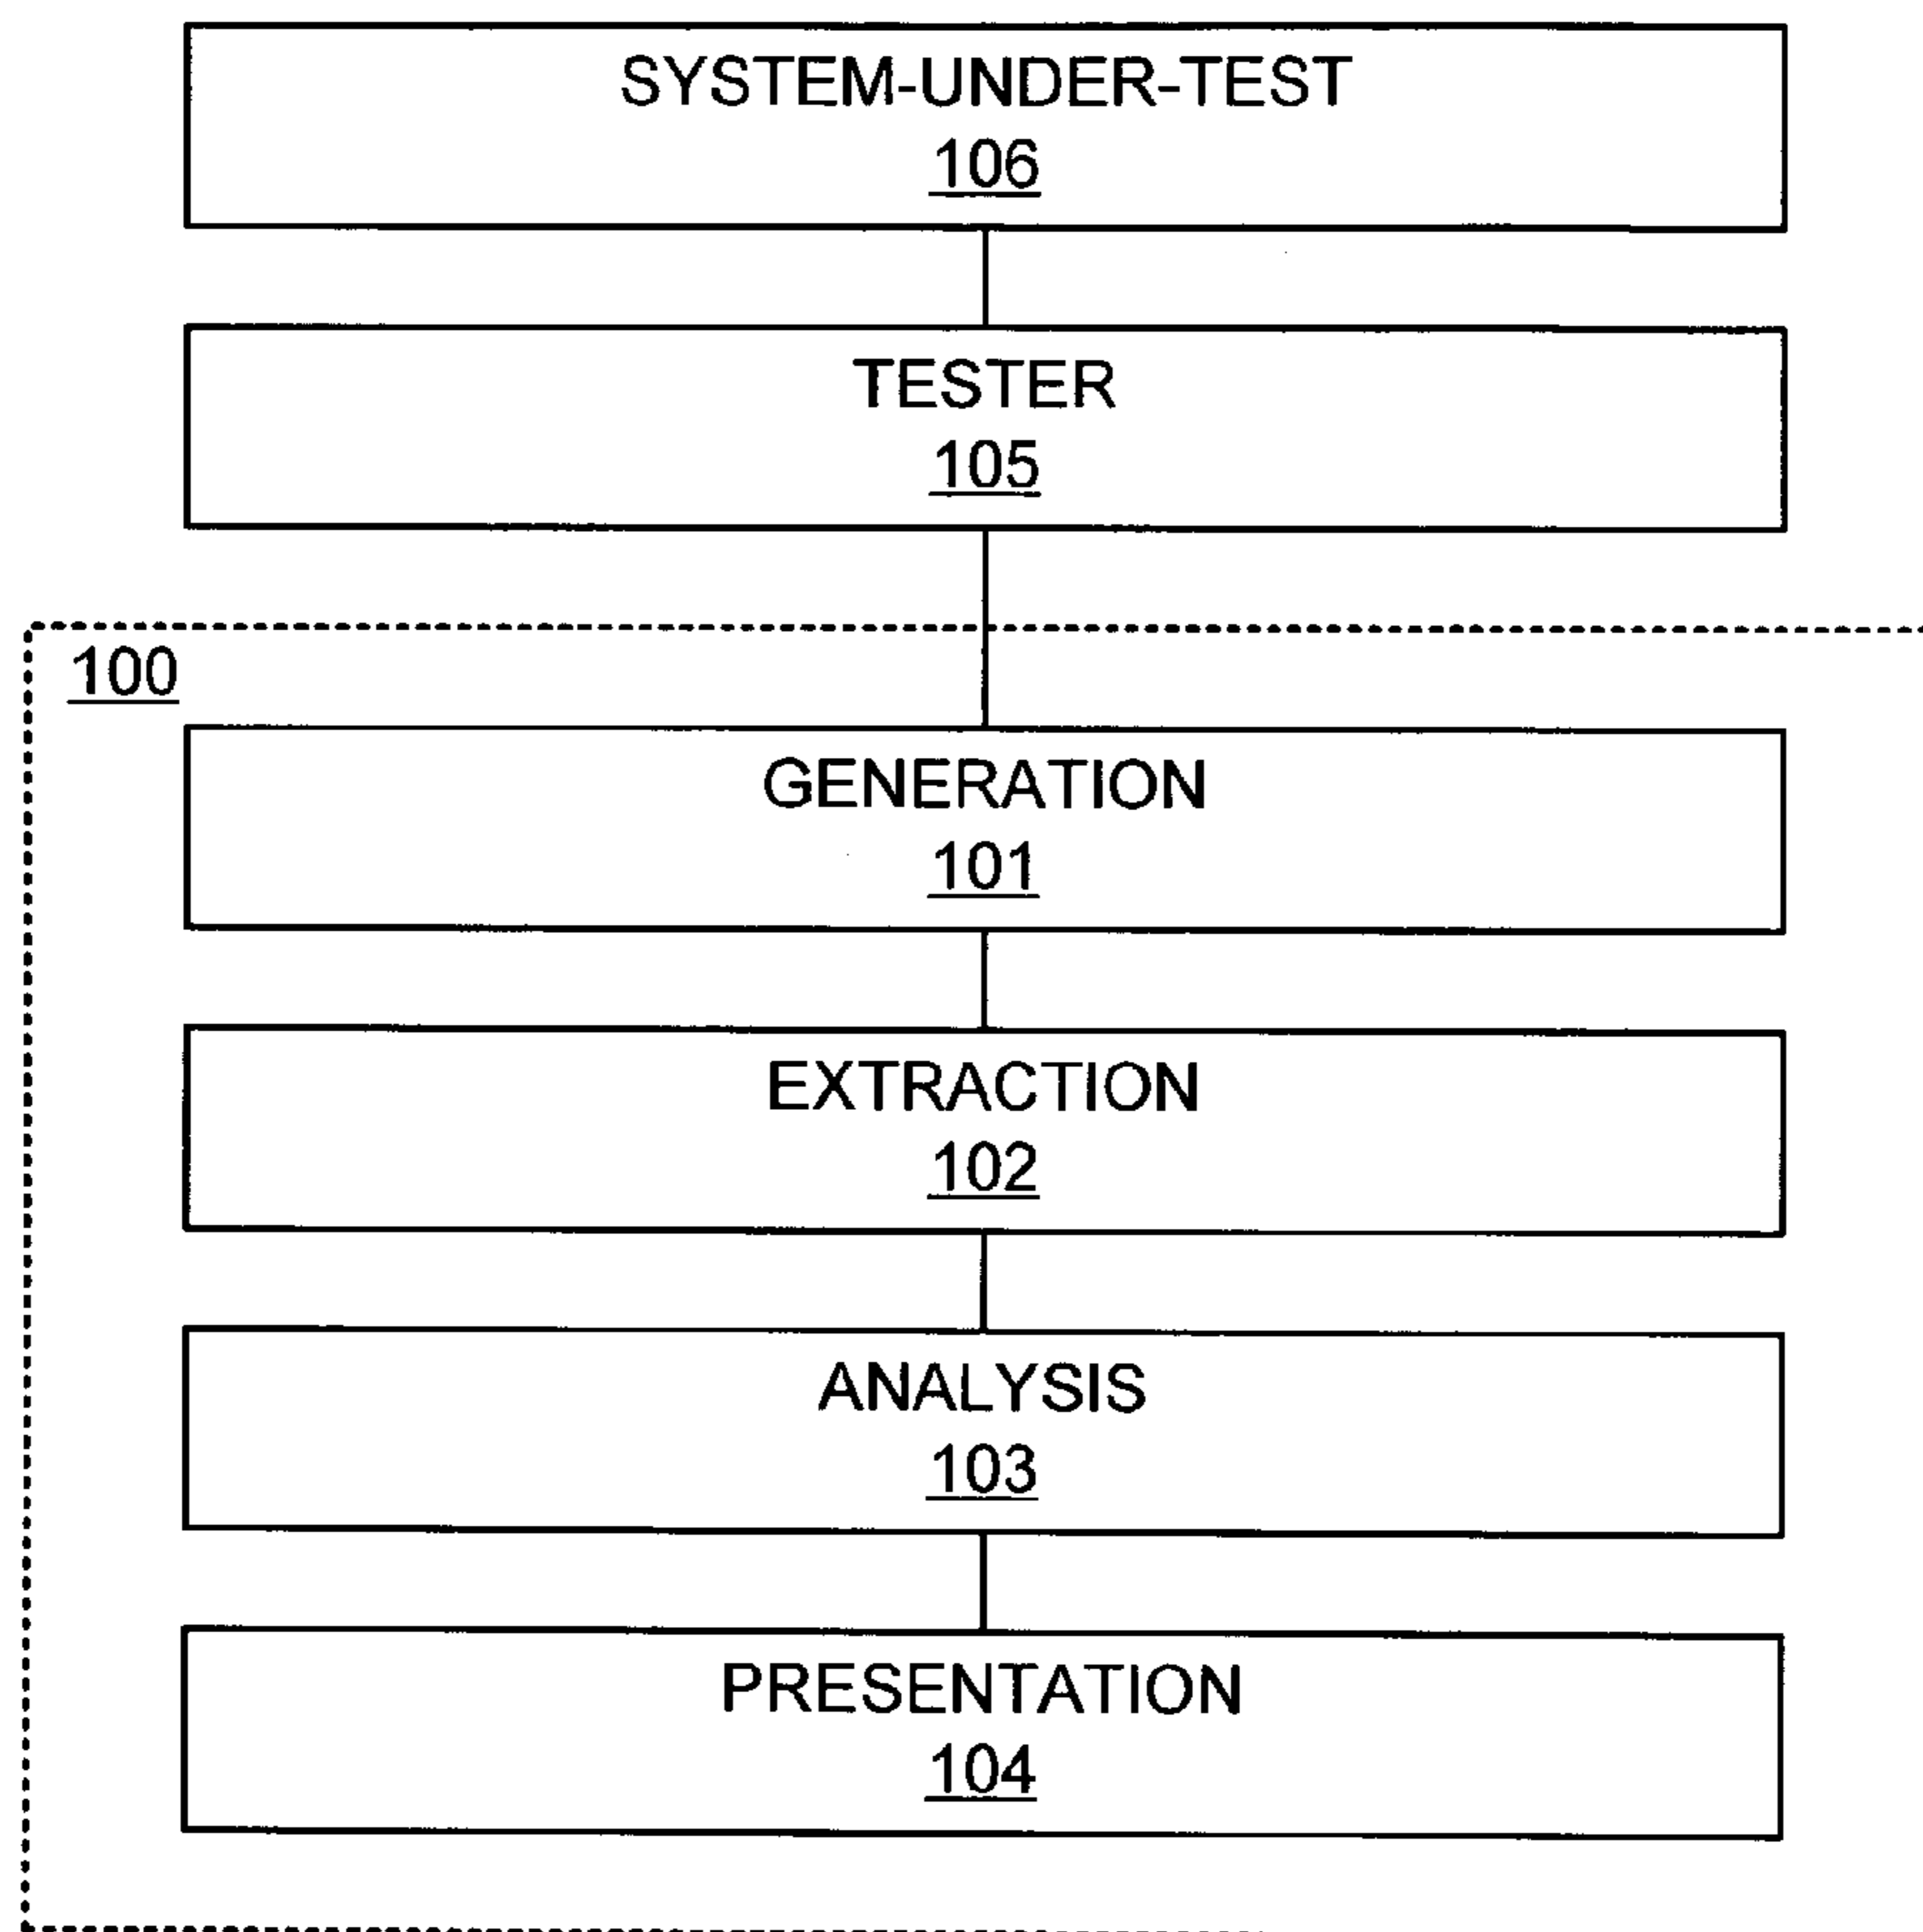 SYSTEM-UNDER-TEST
106
TESTER
105
100
GENERATION
101
EXTRACTION
102
ANALYSIS
103
PRESENTATION
104